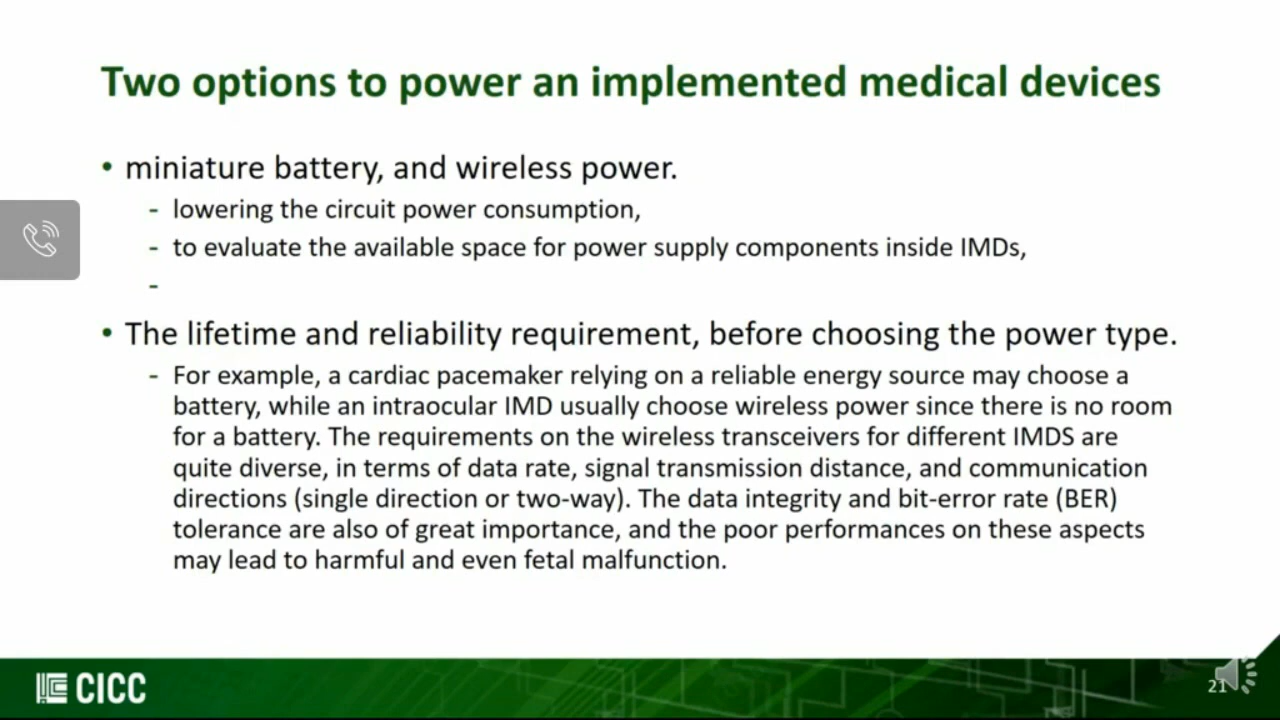 Two options to power an implemented medical devices
• miniature battery, and wireless power.
- lowering the circuit power consumption,
- to evaluate the available space for power supply components inside IMDs,
-
• The lifetime and reliability requirement, before choosing the power type.
- For example, a cardiac pacemaker relying on a reliable energy source may choose a
battery, while an intraocular IMD usually choose wireless power since there is no room
for a battery. The requirements on the wireless transceivers for different IMDS are
quite diverse, in terms of data rate, signal transmission distance, and communication
directions (single direction or two-way). The data integrity and bit-error rate (BER)
tolerance are also of great importance, and the poor performances on these aspects
may lead to harmful and even fetal malfunction.
CICC
21